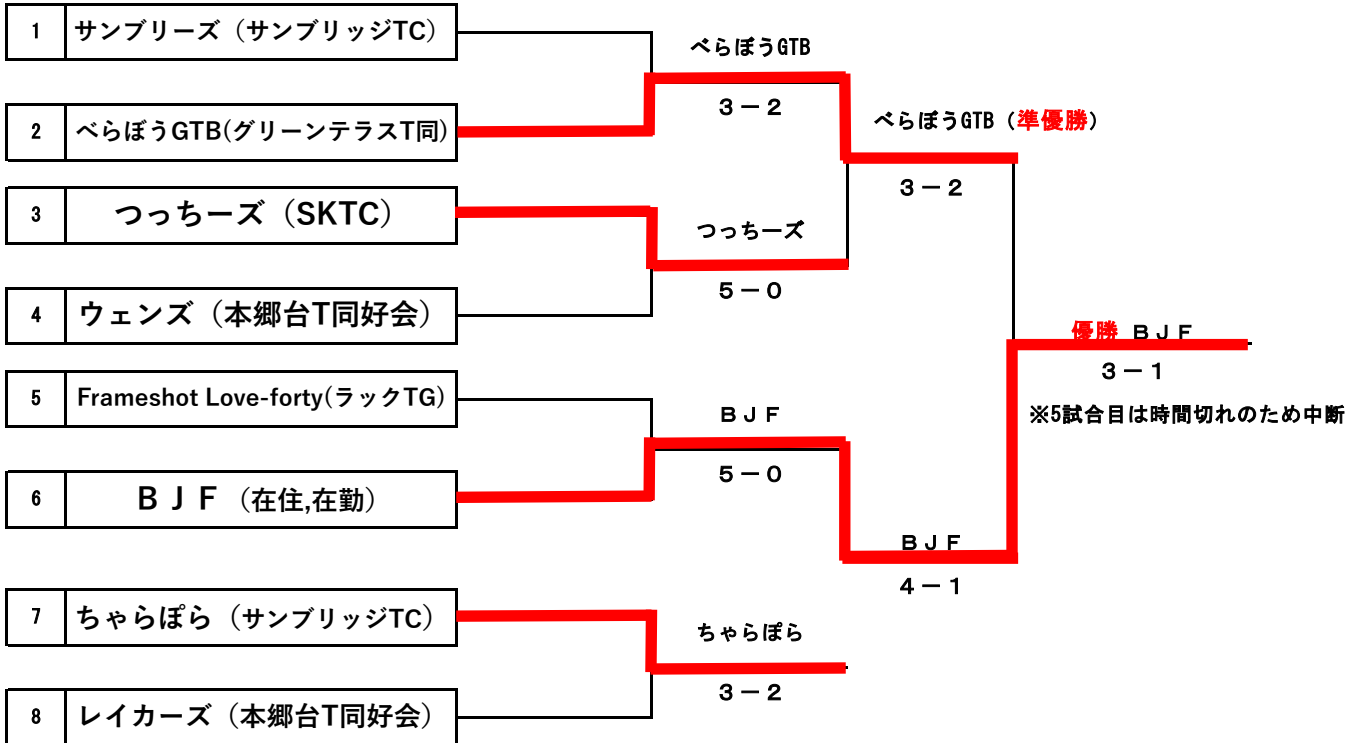 1 サンブリーズ（サンブリッジTC）
べらぼうGTB
3－2
2 べらぼうGTB(グリーンテラスT同)
べらぼうGTB（準優勝）
3－2
3 つっちーズ（SKTC）
つっちーズ
5－0
4 ウェンズ（本郷台T同好会）
優勝 ＢＪＦ
3－1
※5試合目は時間切れのため中断
5 Frameshot Love-forty(ラックTG)
ＢＪＦ
5－0
6 ＢＪＦ（在住,在勤）
ＢＪＦ
4－1
7 ちゃらぽら（サンブリッジTC）
ちゃらぽら
3－2
8 レイカーズ（本郷台T同好会）